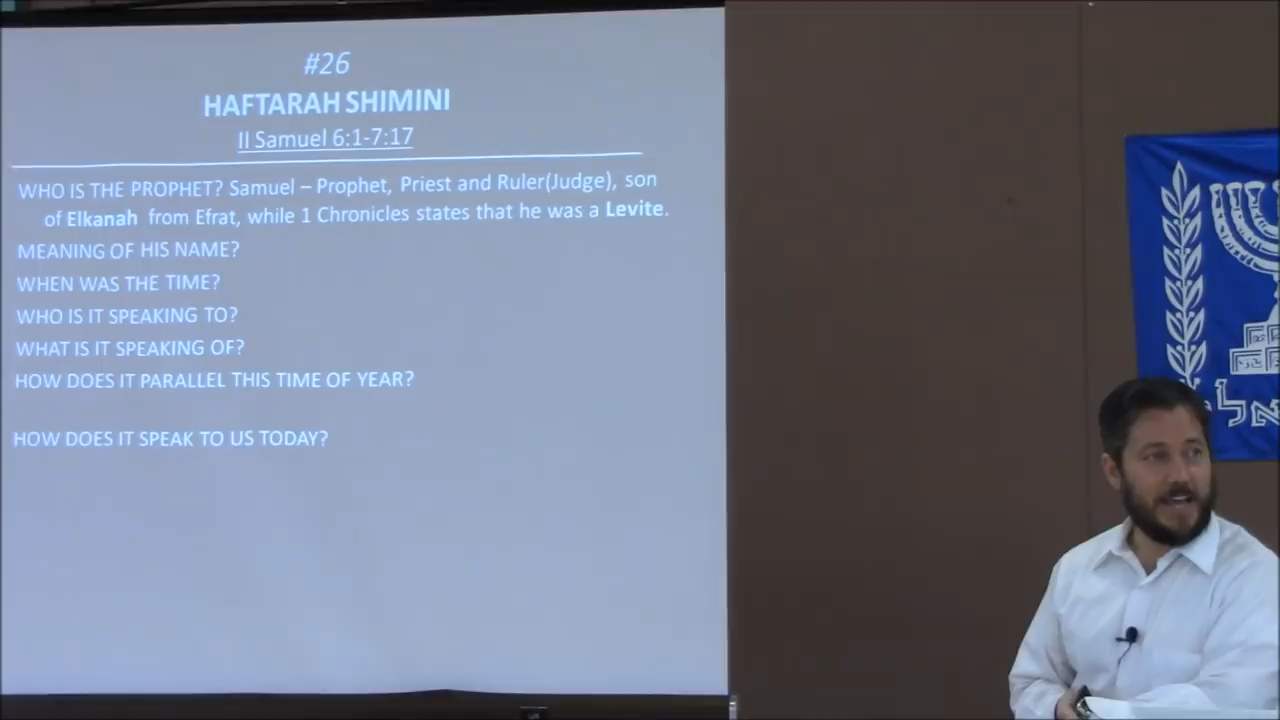 #26
HAFTARAH SHIMINI
II Samuel 6:1-7:17
WHO IS THE PROPHET? Samuel – Prophet, Priest and Ruler(Judge), son
of Elkanah from Efrat, while 1 Chronicles states that he was a Levite.
MEANING OF HIS NAME?
WHEN WAS THE TIME?
WHO IS IT SPEAKING TO?
WHAT IS IT SPEAKING OF?
HOW DOES IT PARALLEL THIS TIME OF YEAR?
HOW DOES IT SPEAK TO US TODAY?
אל